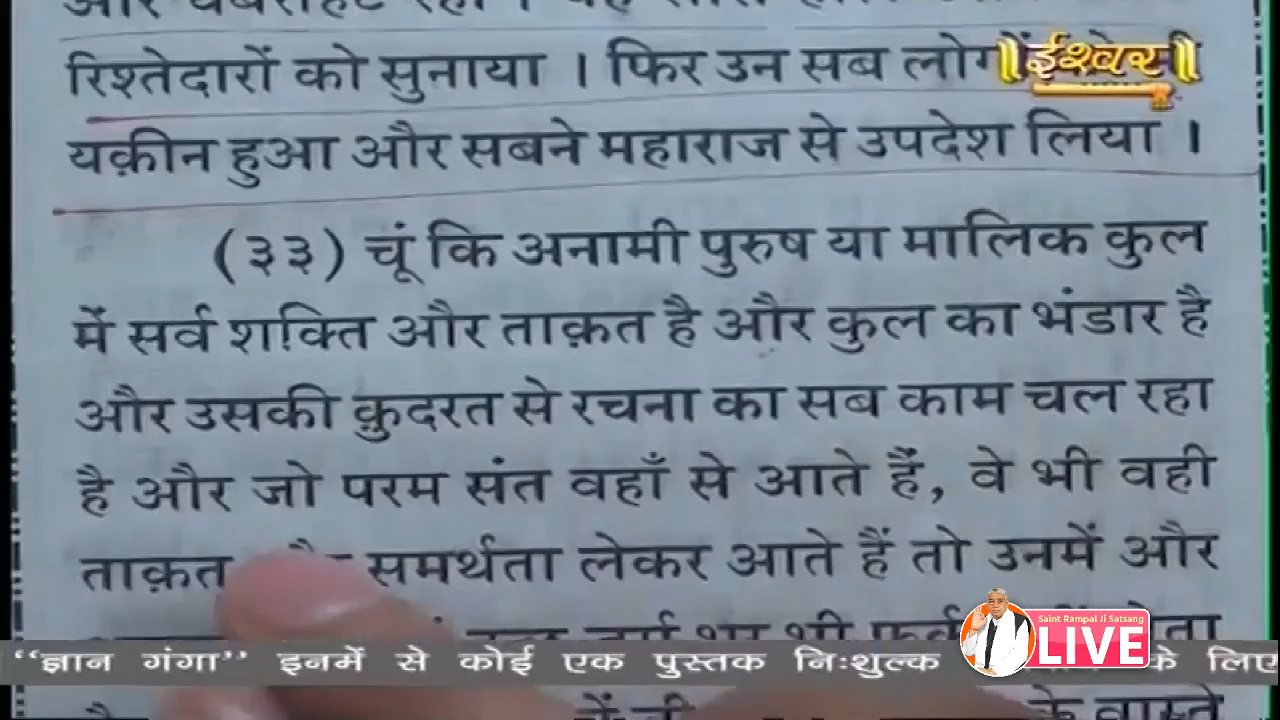 रिश्तेदारों को सुनाया । फिर उन सब लोगों
॥ईश्वर॥
यक़ीन हुआ और सबने महाराज से उपदेश लिया ।
(३३) चूं कि अनामी पुरुष या मालिक कुल
में सर्व शक्ति और ताक़त है और कुल का भंडार है
और उसकी क़ुदरत से रचना का सब काम चल रहा
है और जो परम संत वहाँ से आते हैं, वे भी वही
ताक़त समर्थता लेकर आते हैं तो उनमें और
Saint Rampal Ji Satsang
LIVE
“ज्ञान गंगा” इनमें से कोई एक पुस्तक निःशुल्क के लिए
के वास्ते